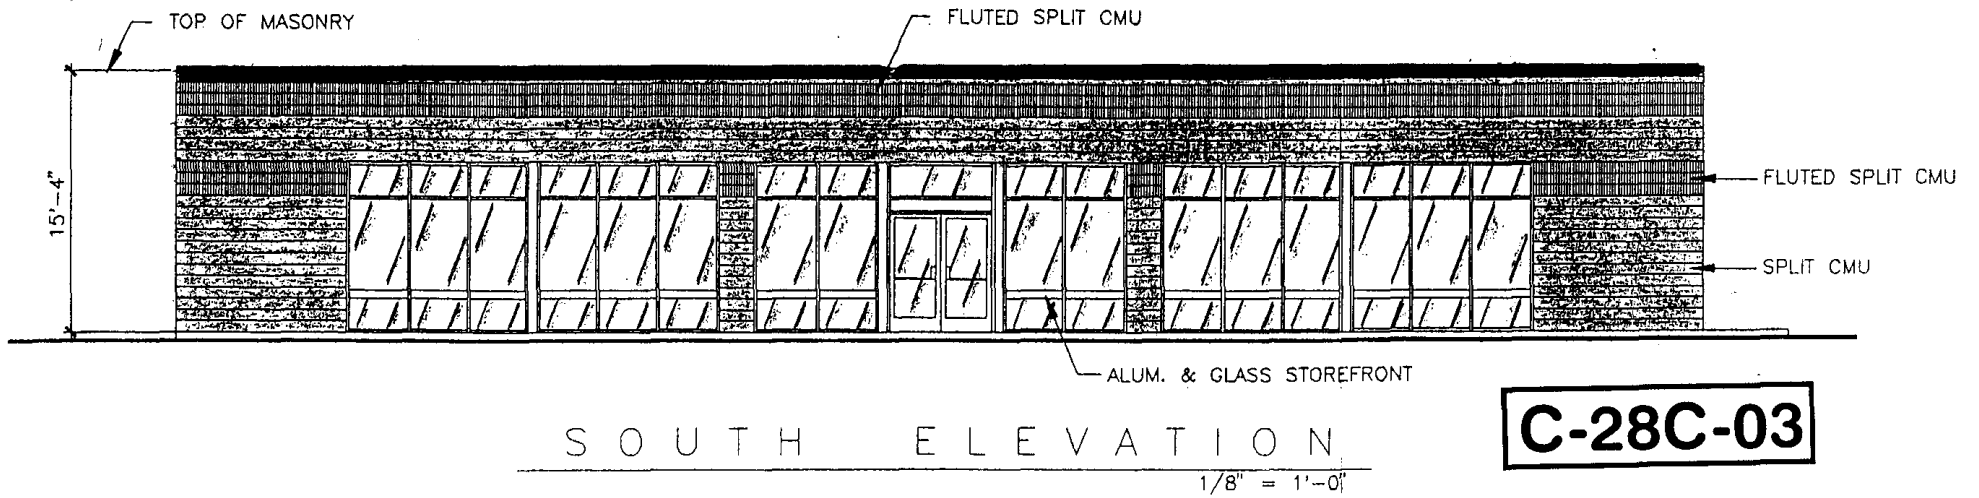 TOP OF MASONRY
FLUTED SPLIT CMU
15'-4"
FLUTED SPLIT CMU
SPLIT CMU
ALUM. & GLASS STOREFRONT
C-28C-03
SOUTH ELEVATION
1/8" = 1'-0"